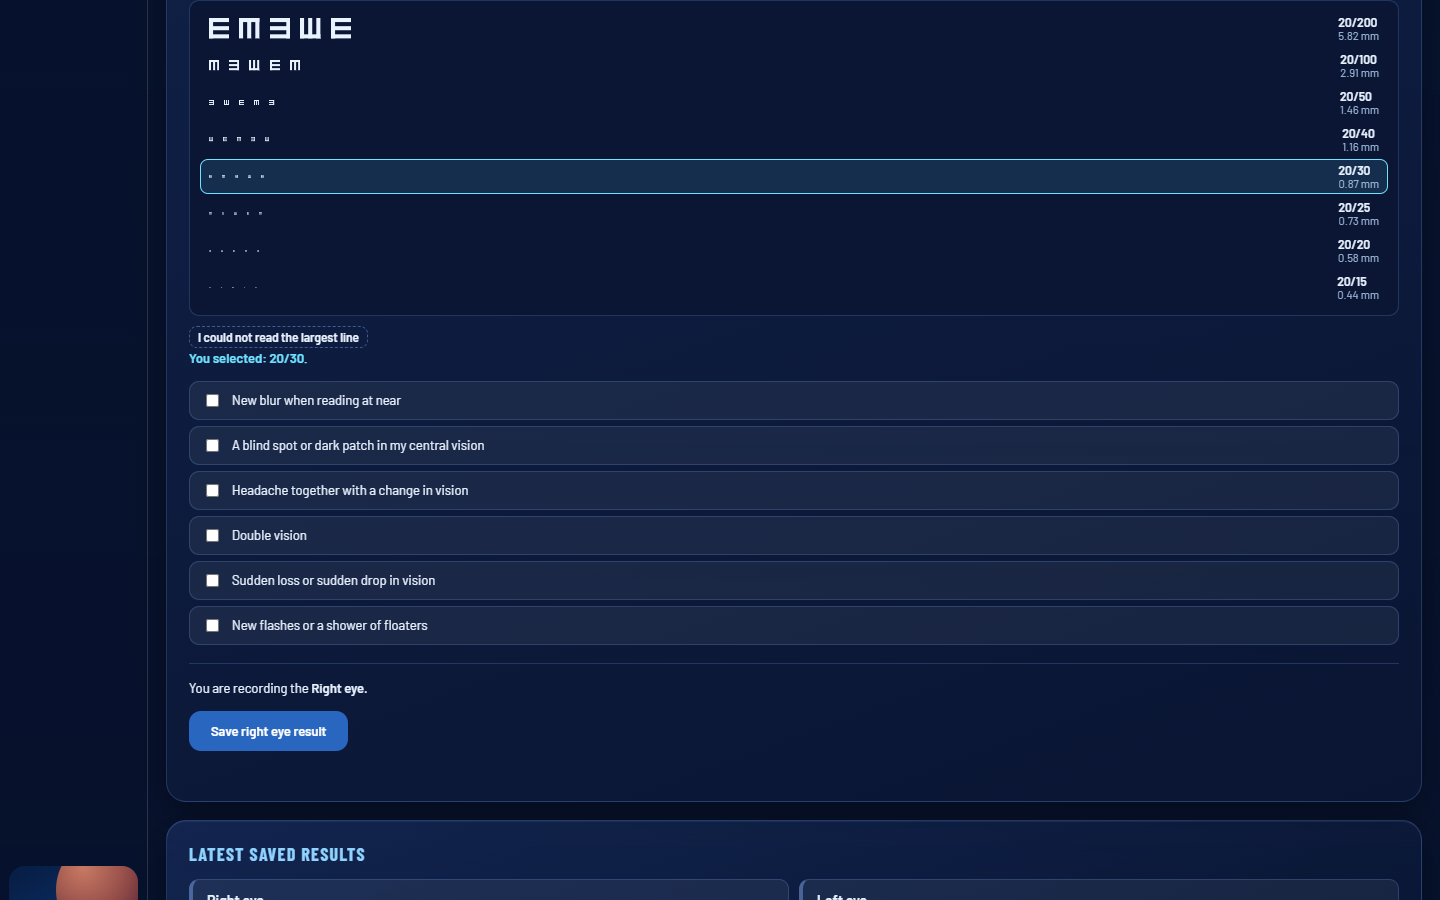 20/200
5.82 mm
20/100
2.91 mm
20/50
1.46 mm
20/40
1.16 mm
20/30
0.87 mm
20/25
0.73 mm
20/20
0.58 mm
20/15
0.44 mm
I could not read the largest line
You selected: 20/30.
New blur when reading at near
A blind spot or dark patch in my central vision
Headache together with a change in vision
Double vision
Sudden loss or sudden drop in vision
New flashes or a shower of floaters
You are recording the Right eye.
Save right eye result
LATEST SAVED RESULTS
Right eye
Left eye